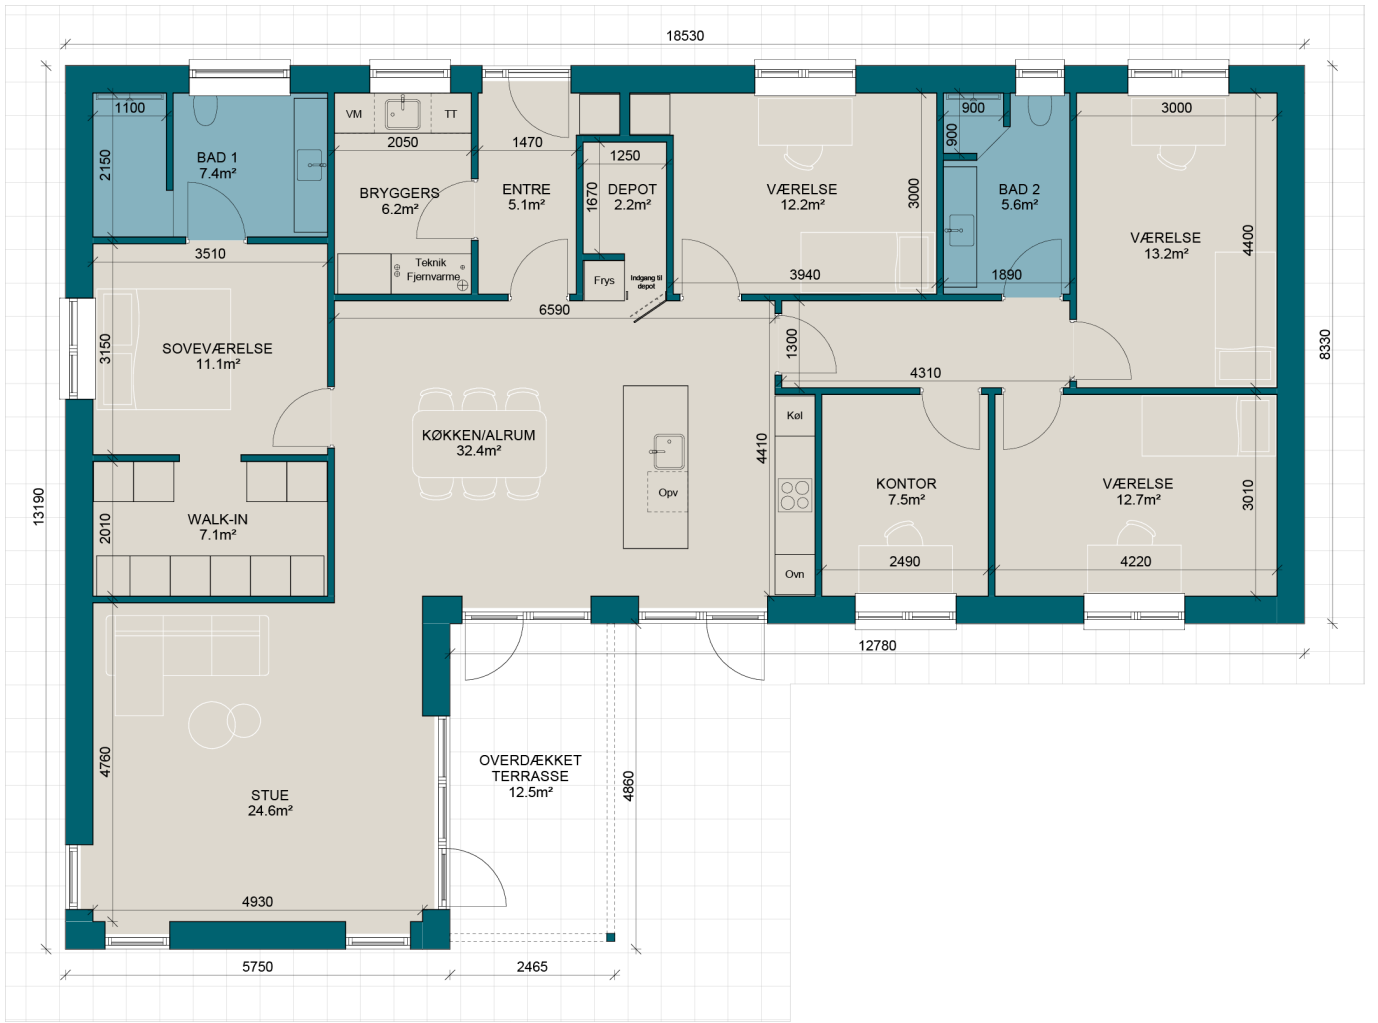 18530
1100
BAD 1
7.4m²
2150
VM
TT
2050
BRYGGERS
6.2m²
Teknik
Fjernvarme
1470
ENTRE
5.1m²
1250
1670
DEPOT
2.2m²
Frys
Indgang til
depot
VÆRELSE
12.2m²
3000
3940
900
900
BAD 2
5.6m²
1890
3000
VÆRELSE
13.2m²
4400
8330
3510
SOVEVÆRELSE
11.1m²
3150
6590
1300
4310
13190
KØKKEN/ALRUM
32.4m²
Opv
4410
Køl
Ovn
KONTOR
7.5m²
2490
VÆRELSE
12.7m²
3010
4220
WALK-IN
7.1m²
2010
12780
4760
STUE
24.6m²
4930
OVERDÆKKET
TERRASSE
12.5m²
4860
5750
2465